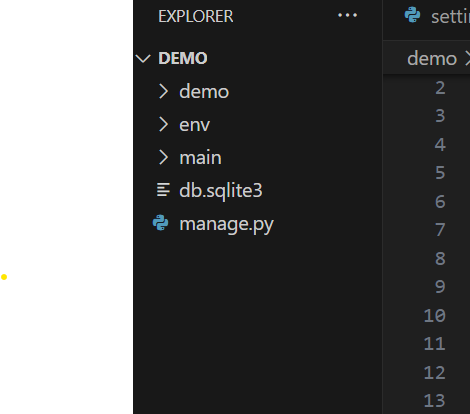 EXPLORER
DEMO
demo
env
main
db.sqlite3
manage.py
demo
2
3
4
5
6
7
8
9
10
11
12
13